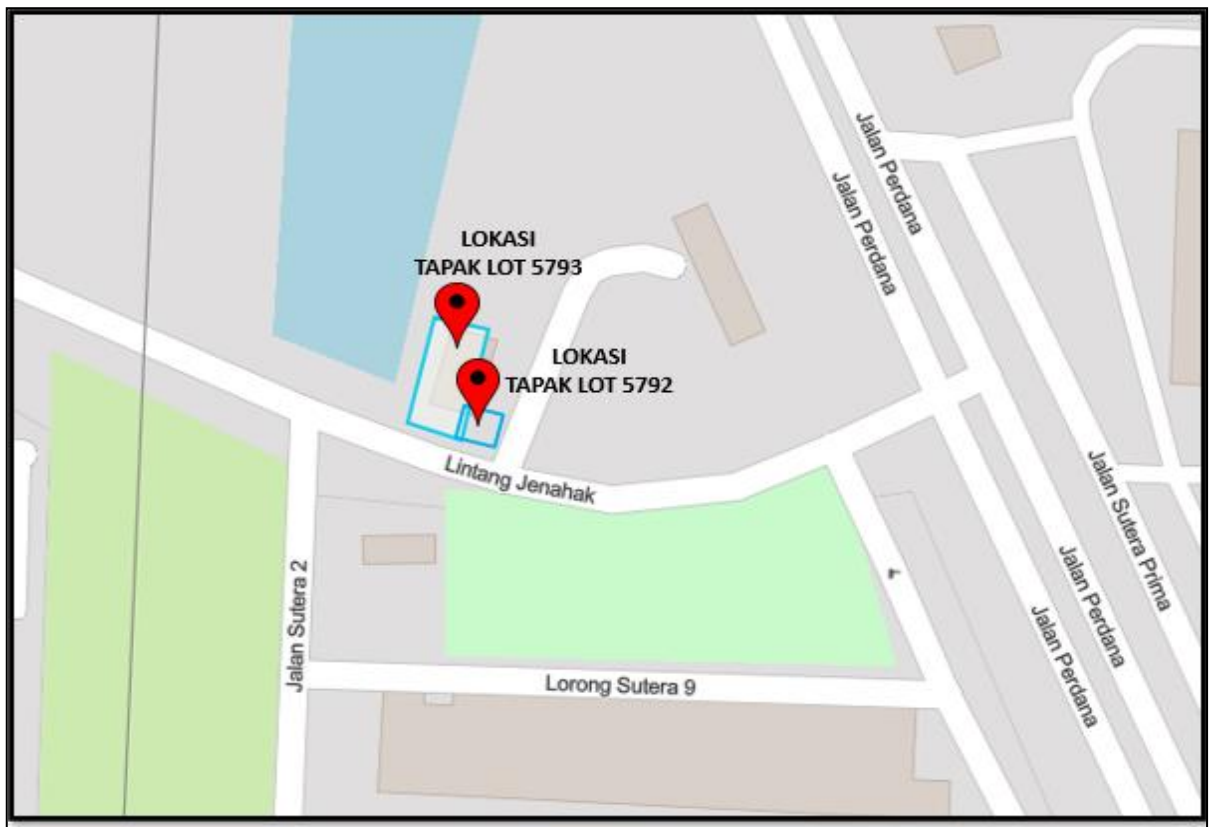 Jalan Perdana
Jalan Perdana
LOKASI
TAPAK LOT 5793
LOKASI
TAPAK LOT 5792
Lintang Jenahak
Jalan Sutera Prima
Jalan Sutera 2
Jalan Perdana
Jalan Perdana
Lorong Sutera 9